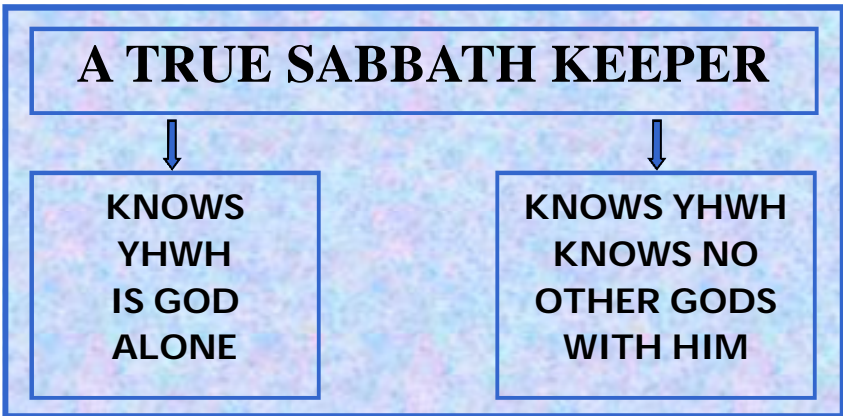 A TRUE SABBATH KEEPER
KNOWS
YHWH
IS GOD
ALONE
KNOWS YHWH
KNOWS NO
OTHER GODS
WITH HIM